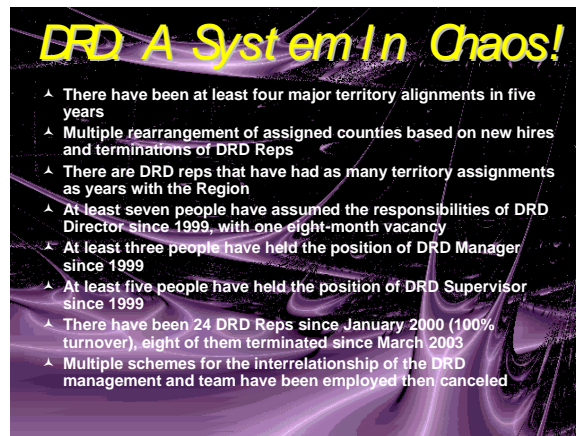 DRD A System In Chaos!
There have been at least four major territory alignments in five
years
Multiple rearrangement of assigned counties based on new hires
and terminations of DRD Reps
There are DRD reps that have had as many territory assignments
as years with the Region
At least seven people have assumed the responsibilities of DRD
Director since 1999, with one eight-month vacancy
At least three people have held the position of DRD Manager
since 1999
At least five people have held the position of DRD Supervisor
since 1999
There have been 24 DRD Reps since January 2000 (100%
turnover), eight of them terminated since March 2003
Multiple schemes for the interrelationship of the DRD
management and team have been employed then canceled